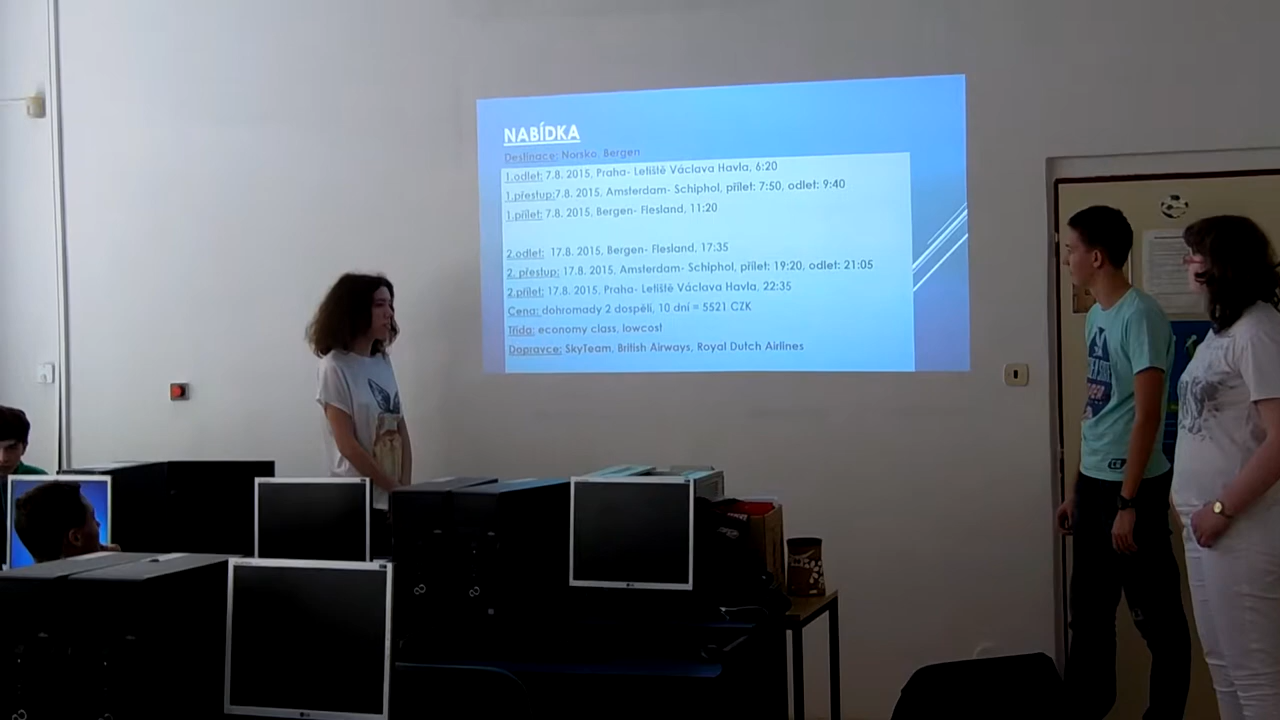 NABÍDKA
Destinace: Norsko, Bergen
1.odlet: 7.8. 2015, Praha- Letiště Václava Havla, 6:20
1.přestup:7.8. 2015, Amsterdam- Schiphol, přílet: 7:50, odlet: 9:40
1.přílet: 7.8. 2015, Bergen- Flesland, 11:20
2.odlet: 17.8. 2015, Bergen- Flesland, 17:35
2. přestup: 17.8. 2015, Amsterdam- Schiphol, přílet: 19:20, odlet: 21:05
2.přílet: 17.8. 2015, Praha- Letiště Václava Havla, 22:35
Cena: dohromady 2 dospělí, 10 dní = 5521 CZK
Třída: economy class, lowcost
Dopravce: SkyTeam, British Airways, Royal Dutch Airlines